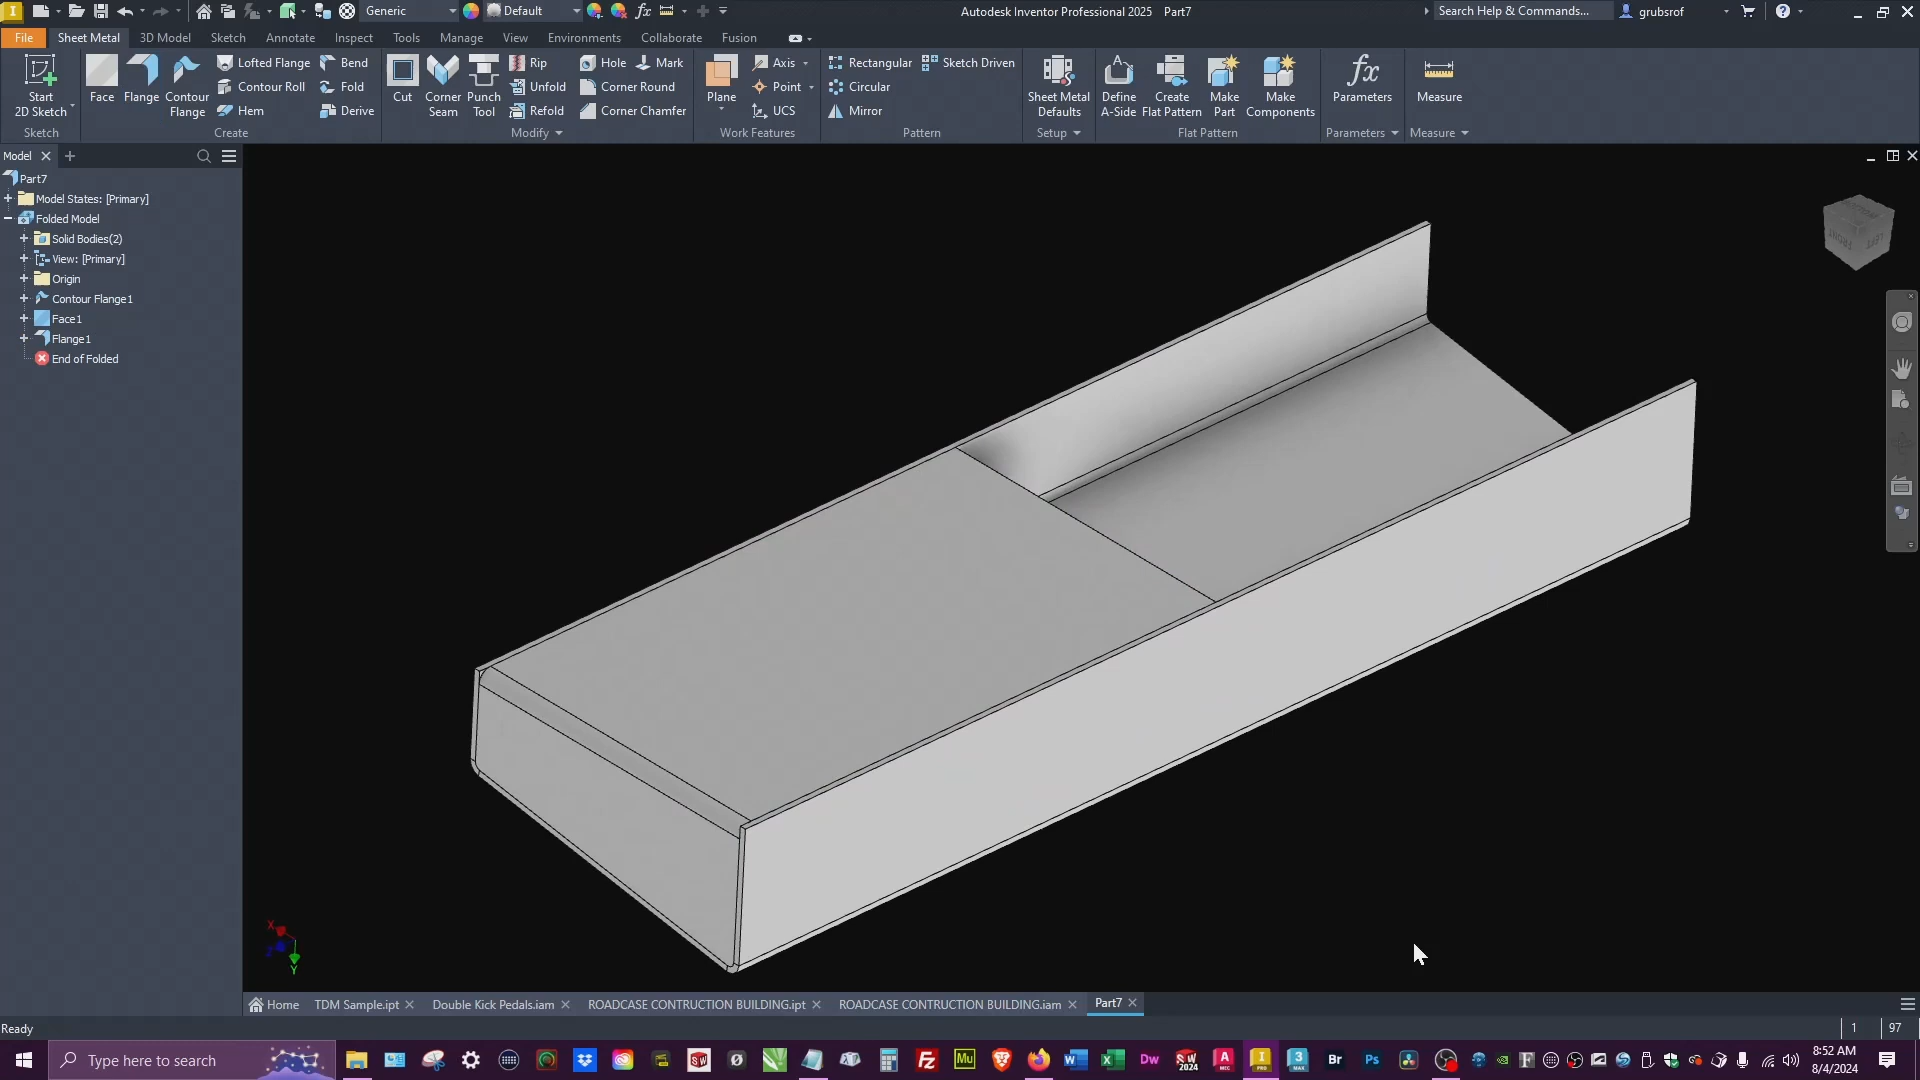 Generic
Default
Autodesk Inventor Professional 2025 Part7
Search Help & Commands...
grubsrof
File
Sheet Metal
3D Model
Sketch
Annotate
Inspect
Tools
Manage
View
Environments
Collaborate
Fusion
Start
2D Sketch
Sketch
Face
Flange
Contour
Flange
Lofted Flange
Contour Roll
Hem
Bend
Fold
Derive
Create
Cut
Corner
Seam
Punch
Tool
Rip
Unfold
Refold
Hole
Mark
Corner Round
Corner Chamfer
Modify
Plane
Axis
Point
UCS
Work Features
Rectangular
Sketch Driven
Circular
Mirror
Pattern
Sheet Metal
Defaults
Setup
Define
A-Side
Create
Flat Pattern
Make
Part
Make
Components
Flat Pattern
Parameters
Parameters
Measure
Measure
Model
Part7
Model States: [Primary]
Folded Model
Solid Bodies(2)
View: [Primary]
Origin
Contour Flange1
Face1
Flange1
End of Folded
BOTTOM
FRONT
LEFT
X
Z
Y
Home
TDM Sample.ipt
Double Kick Pedals.iam
ROADCASE CONTRUCTION BUILDING.ipt
ROADCASE CONTRUCTION BUILDING.iam
Part7
Ready
1
97
Type here to search
8:52 AM
8/4/2024